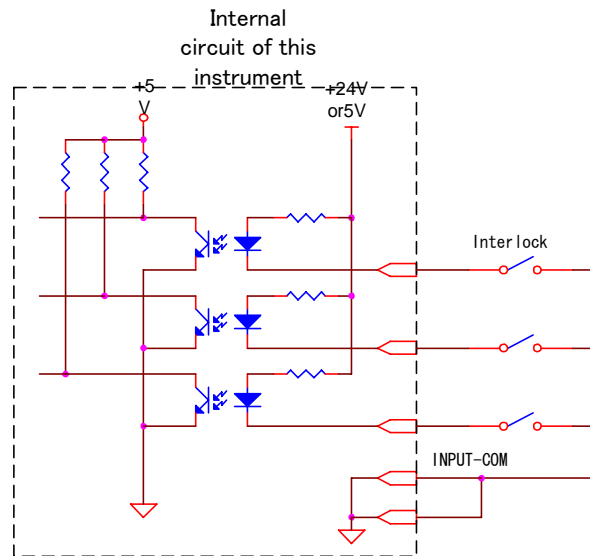 Internal
circuit of this
instrument
+5
V
+24V
or5V
Interlock
INPUT-COM